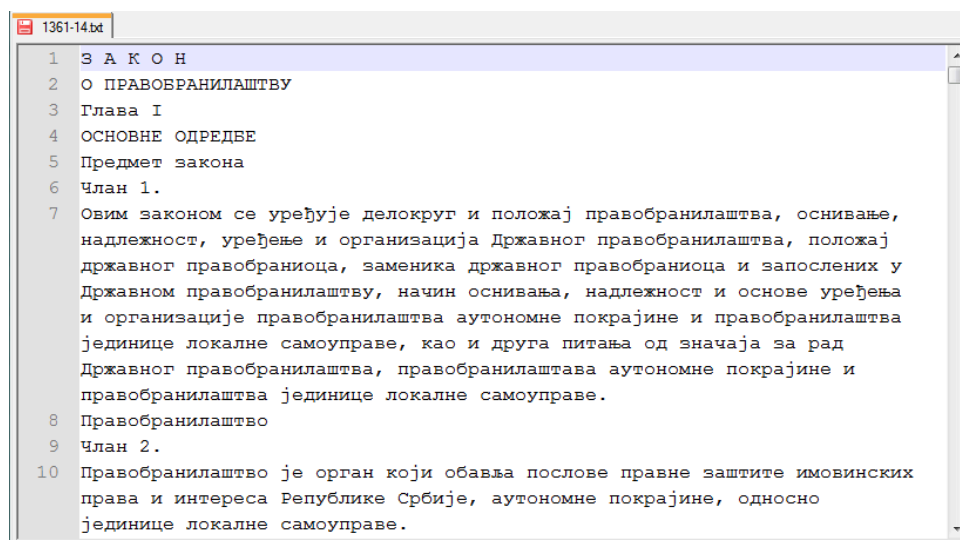 1361-14.txt
1 З А К О Н
2 О ПРАВОБРАНИЛАШТВУ
3 Глава I
4 ОСНОВНЕ ОДРЕДБЕ
5 Предмет закона
6 Члан 1.
7 Овим законом се уређује делокруг и положај правобранилаштва, оснивање,
надлежност, уређење и организација Државног правобранилаштва, положај
државног правобраниоца, заменика државног правобраниоца и запослених у
Државном правобранилаштву, начин оснивања, надлежност и основе уређења
и организације правобранилаштва аутономне покрајине и правобранилаштва
јединице локалне самоуправе, као и друга питања од значаја за рад
Државног правобранилаштва, правобранилаштава аутономне покрајине и
правобранилаштва јединице локалне самоуправе.
8 Правобранилаштво
9 Члан 2.
10 Правобранилаштво је орган који обавља послове правне заштите имовинских
права и интереса Републике Србије, аутономне покрајине, односно
јединице локалне самоуправе.